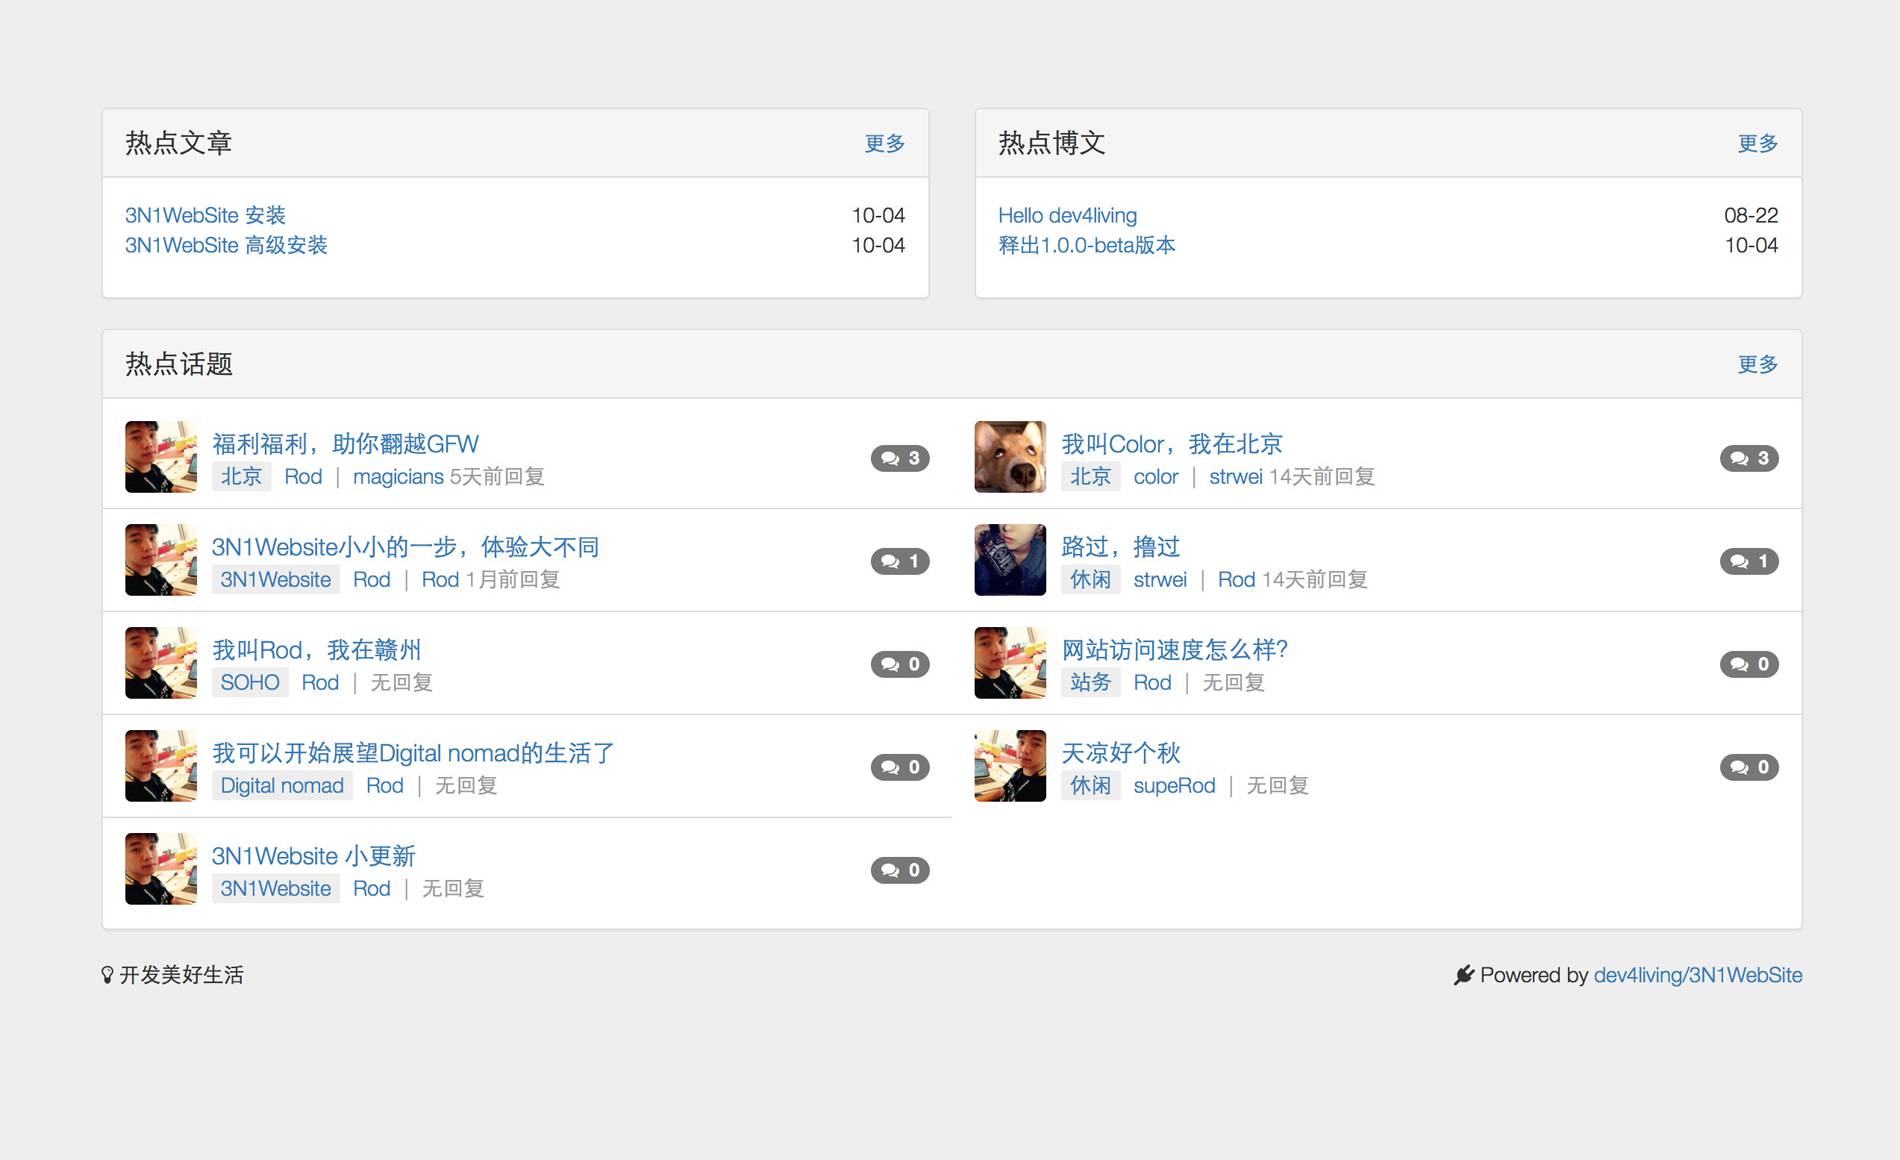 热点文章 更多
3N1WebSite 安装 10-04
3N1WebSite 高级安装 10-04
热点博文 更多
Hello dev4living 08-22
释出1.0.0-beta版本 10-04
热点话题 更多
福利福利，助你翻越GFW
北京 Rod | magicians 5天前回复 3
我叫Color，我在北京
北京 color | strwei 14天前回复 3
3N1Website小小的一步，体验大不同
3N1Website Rod | Rod 1月前回复 1
路过，撸过
休闲 strwei | Rod 14天前回复 1
我叫Rod，我在赣州
SOHO Rod | 无回复 0
网站访问速度怎么样?
站务 Rod | 无回复 0
我可以开始展望Digital nomad的生活了
Digital nomad Rod | 无回复 0
天凉好个秋
休闲 supeRod | 无回复 0
3N1Website 小更新
3N1Website Rod | 无回复 0
开发美好生活
Powered by dev4living/3N1WebSite